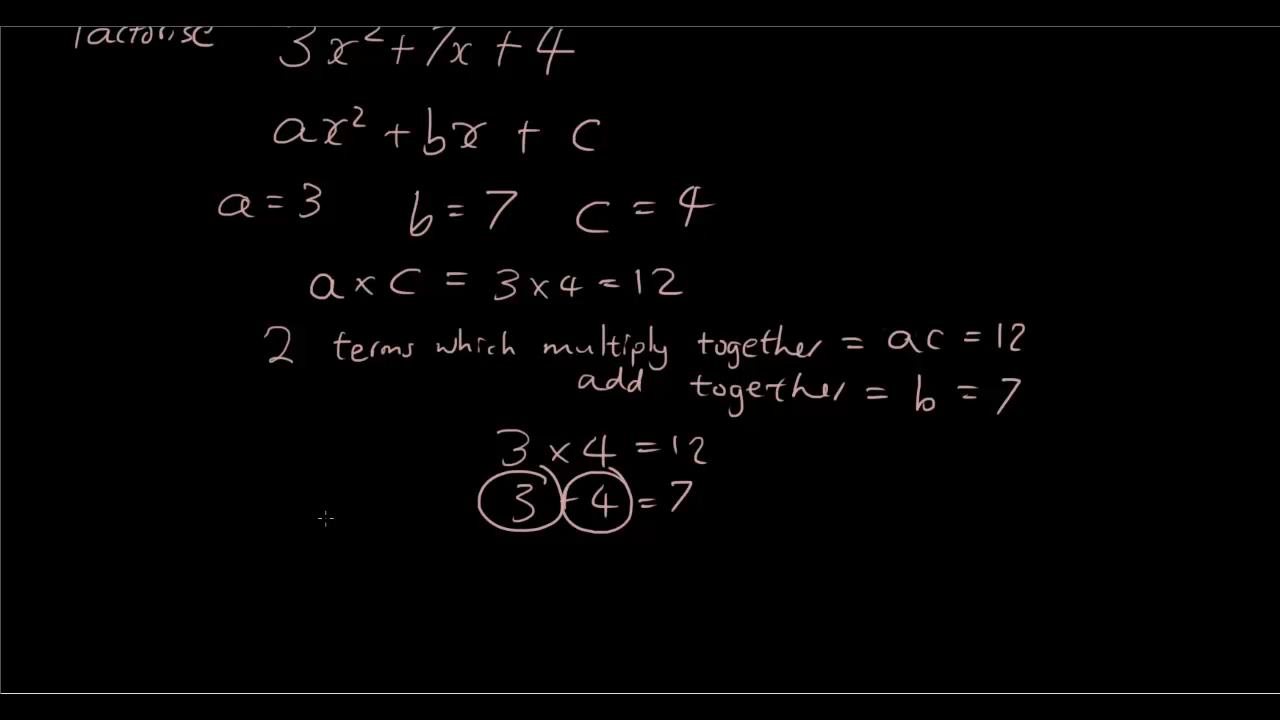 factorise 3x² + 7x + 4
ax² + bx + c
a = 3 b = 7 c = 4
a × c = 3 × 4 = 12
2 terms which multiply together = ac = 12
add together = b = 7
3 × 4 = 12
3 + 4 = 7